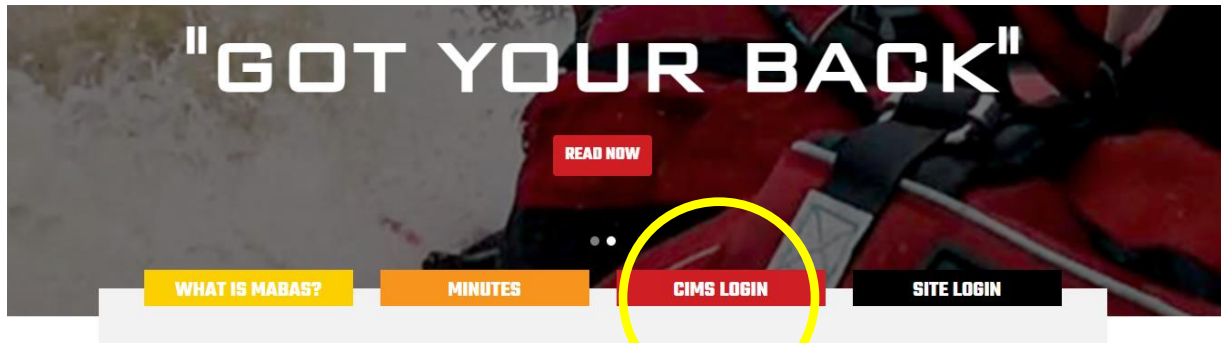 "GOT YOUR BACK"
READ NOW
WHAT IS MABAS? MINUTES CIMS LOGIN SITE LOGIN